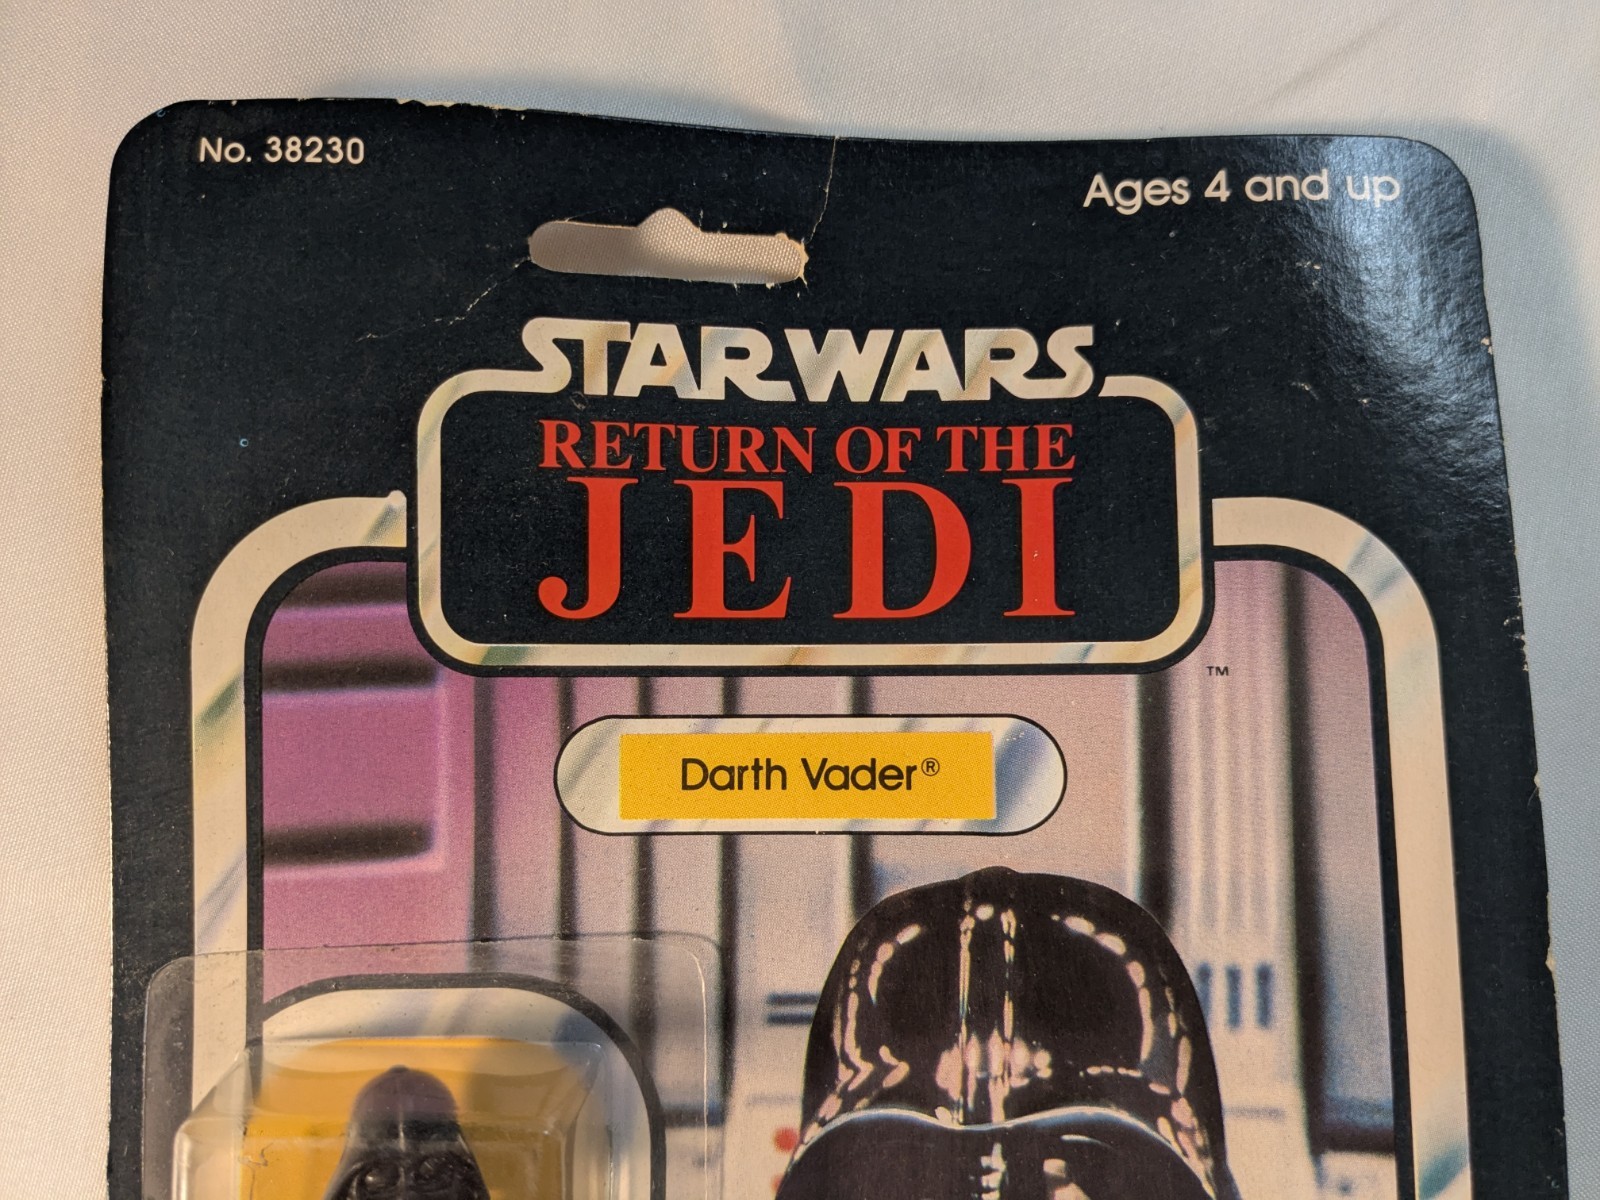 No. 38230
Ages 4 and up
STAR WARS
RETURN OF THE
JEDI
TM
Darth Vader®